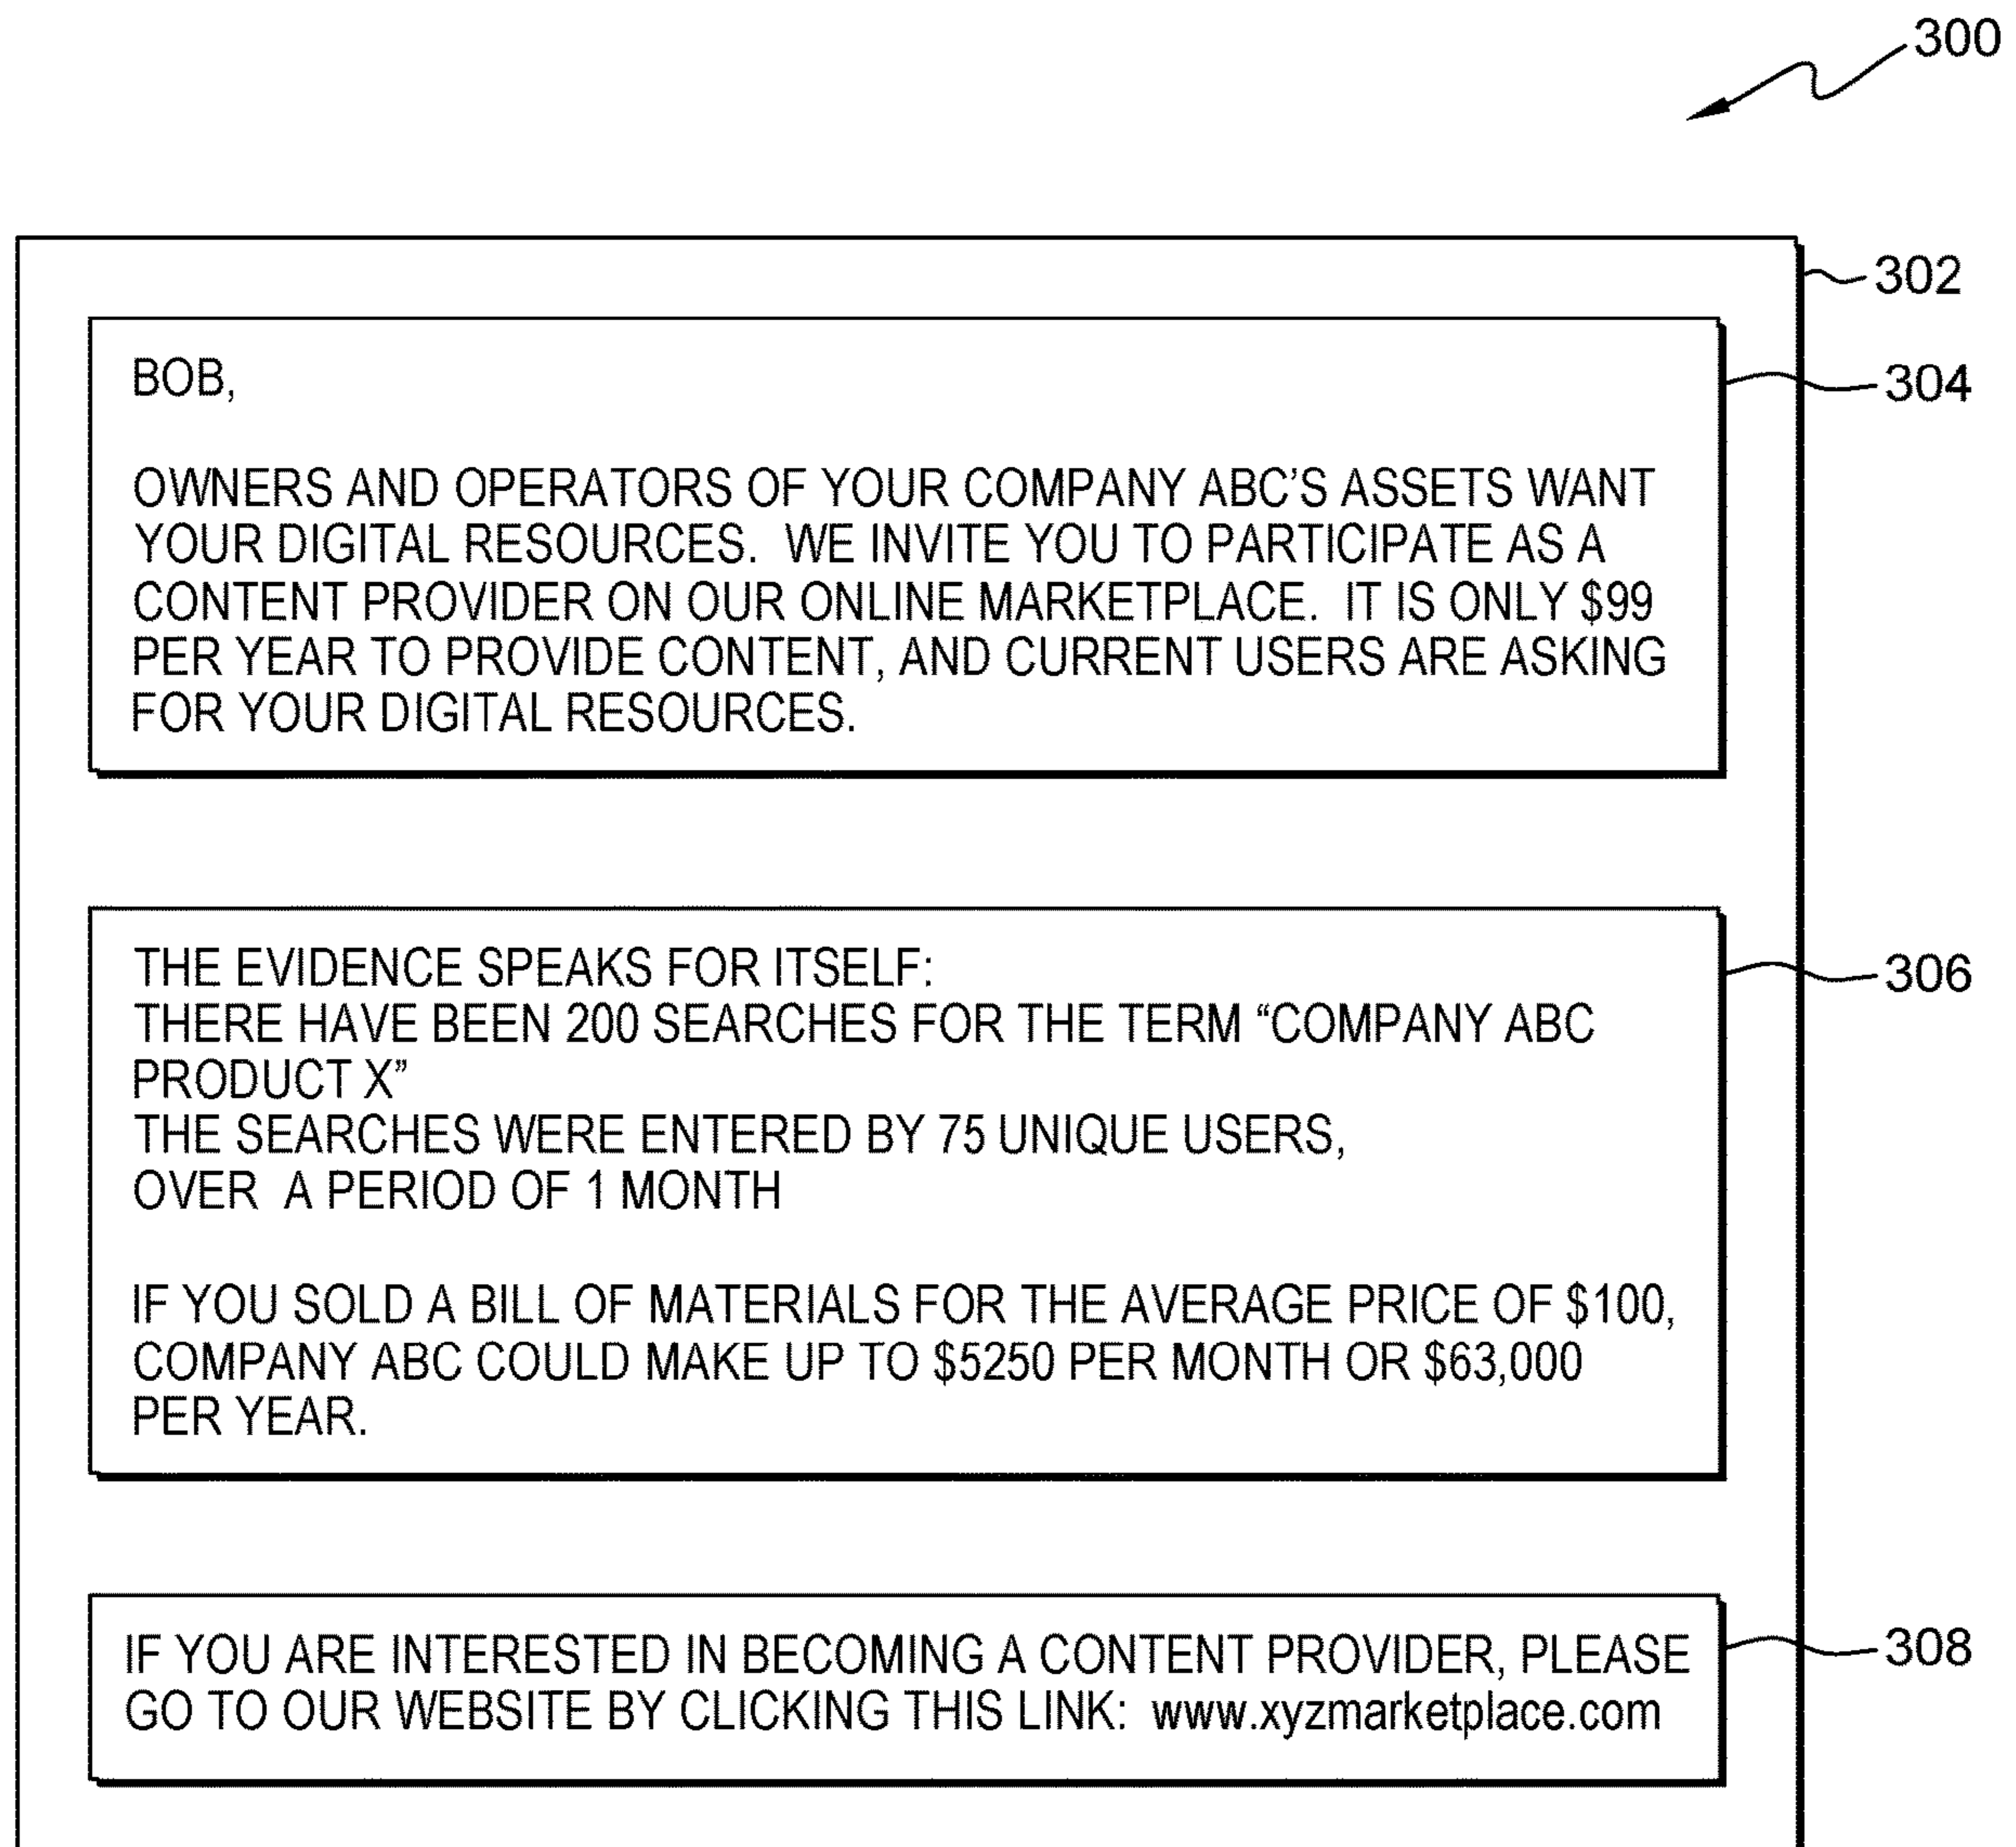 300
302
BOB,
304
OWNERS AND OPERATORS OF YOUR COMPANY ABC'S ASSETS WANT
YOUR DIGITAL RESOURCES.  WE INVITE YOU TO PARTICIPATE AS A
CONTENT PROVIDER ON OUR ONLINE MARKETPLACE.  IT IS ONLY $99
PER YEAR TO PROVIDE CONTENT, AND CURRENT USERS ARE ASKING
FOR YOUR DIGITAL RESOURCES.
THE EVIDENCE SPEAKS FOR ITSELF:
306
THERE HAVE BEEN 200 SEARCHES FOR THE TERM “COMPANY ABC
PRODUCT X”
THE SEARCHES WERE ENTERED BY 75 UNIQUE USERS,
OVER  A PERIOD OF 1 MONTH
IF YOU SOLD A BILL OF MATERIALS FOR THE AVERAGE PRICE OF $100,
COMPANY ABC COULD MAKE UP TO $5250 PER MONTH OR $63,000
PER YEAR.
IF YOU ARE INTERESTED IN BECOMING A CONTENT PROVIDER, PLEASE
308
GO TO OUR WEBSITE BY CLICKING THIS LINK:  www.xyzmarketplace.com